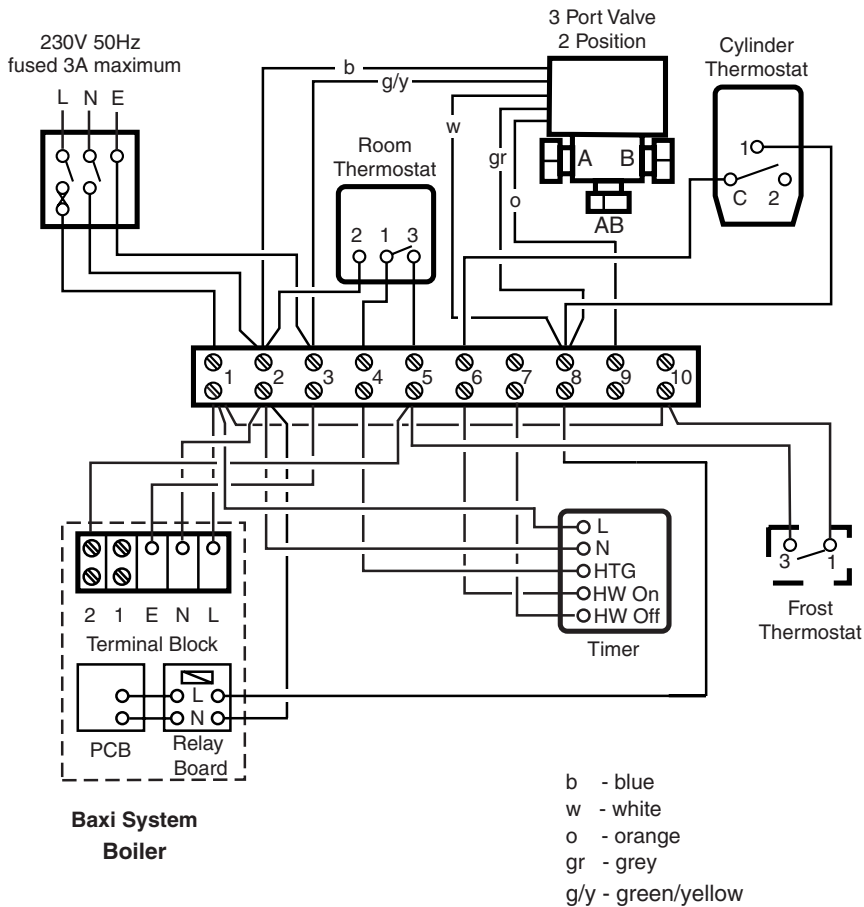 230V 50Hz
fused 3A maximum
L N E
3 Port Valve
2 Position
Cylinder
Thermostat
b
g/y
w
gr
o
A B
AB
1
C 2
Room
Thermostat
2 1 3
1 2 3 4 5 6 7 8 9 10
2 1 E N L
Terminal Block
L
N
PCB
Relay
Board
L
N
HTG
HW On
HW Off
Timer
3 1
Frost
Thermostat
Baxi System
Boiler
b - blue
w - white
o - orange
gr - grey
g/y - green/yellow